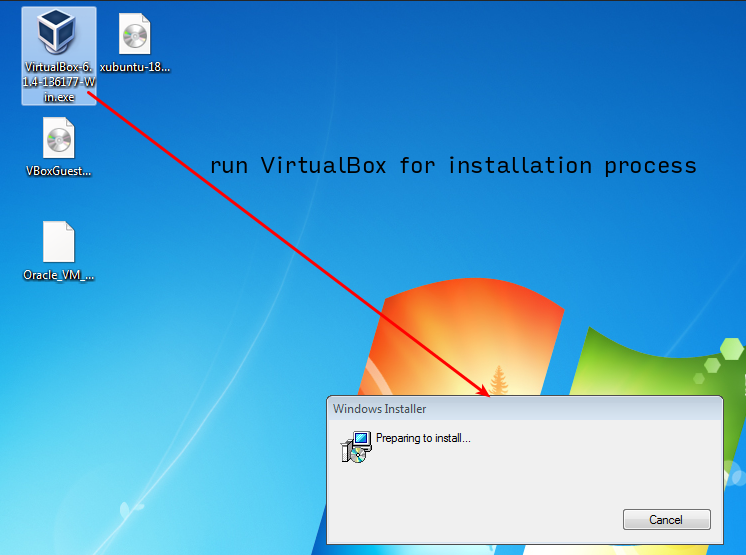 VirtualBox-6.
1.4-136177-W
in.exe
xubuntu-18...
VBoxGuest...
Oracle_VM_...
run VirtualBox for installation process
Windows Installer
Preparing to install...
Cancel